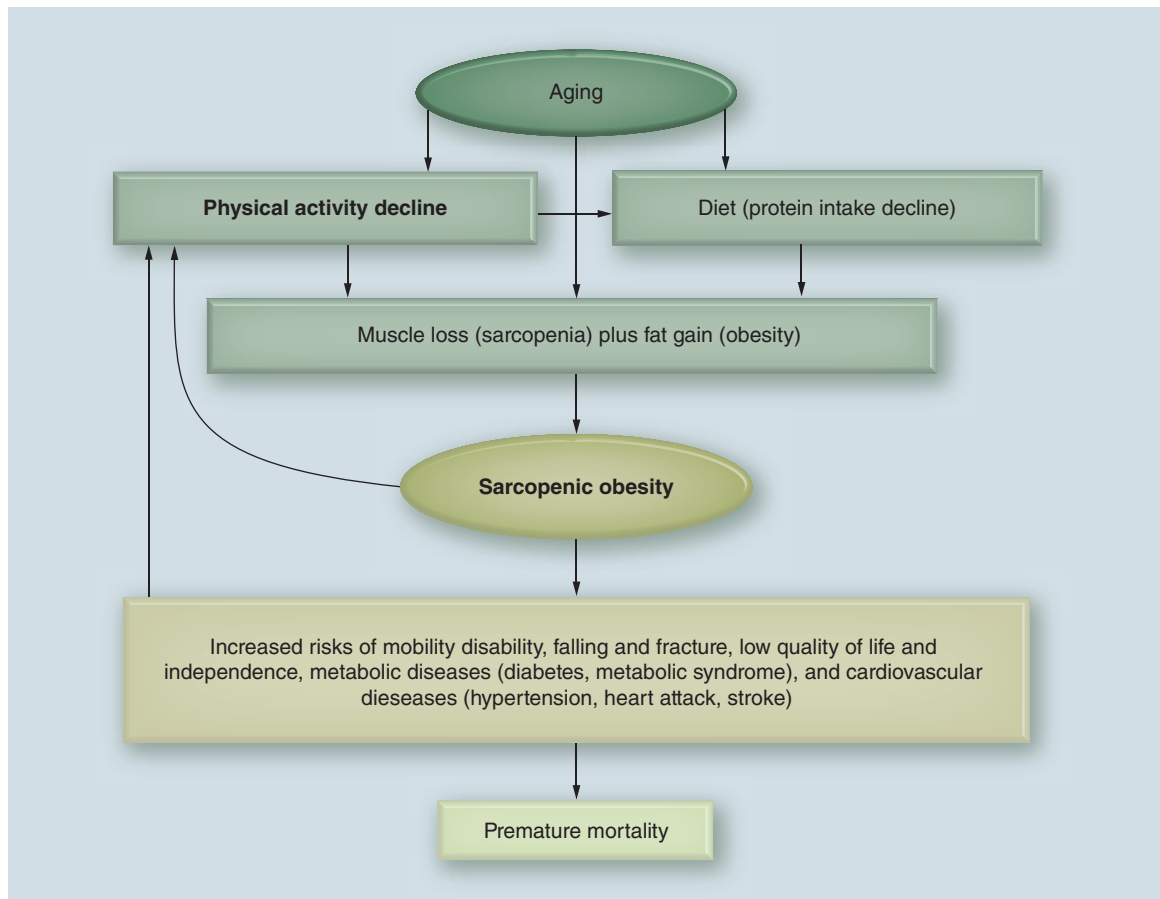 Aging
Physical activity decline
Diet (protein intake decline)
Muscle loss (sarcopenia) plus fat gain (obesity)
Sarcopenic obesity
Increased risks of mobility disability, falling and fracture, low quality of life and
independence, metabolic diseases (diabetes, metabolic syndrome), and cardiovascular
dieseases (hypertension, heart attack, stroke)
Premature mortality